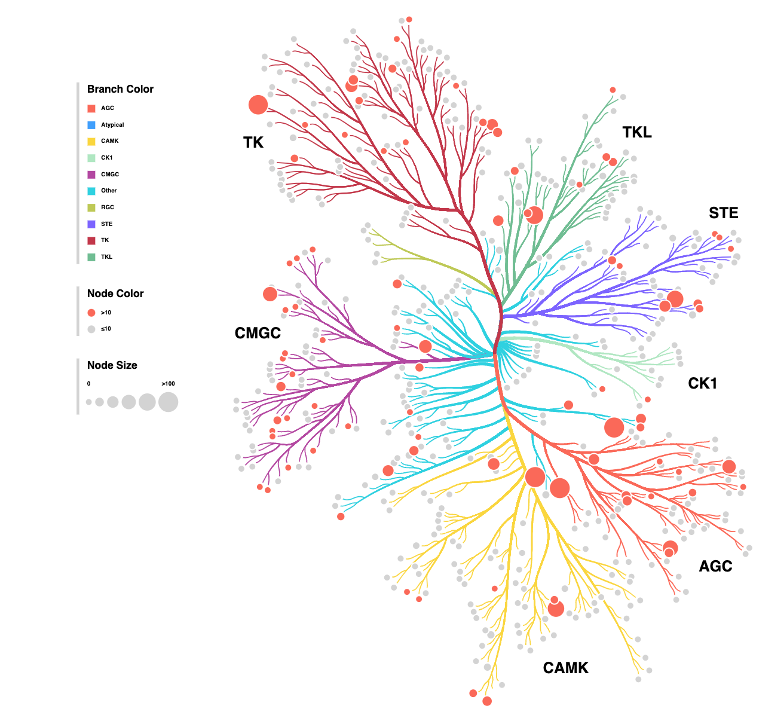 Branch Color
AGC
Atypical
CAMK
CK1
CMGC
Other
RGC
STE
TK
TKL
Node Color
>10
≤10
Node Size
0 >100
TK
TKL
STE
CMGC
CK1
AGC
CAMK